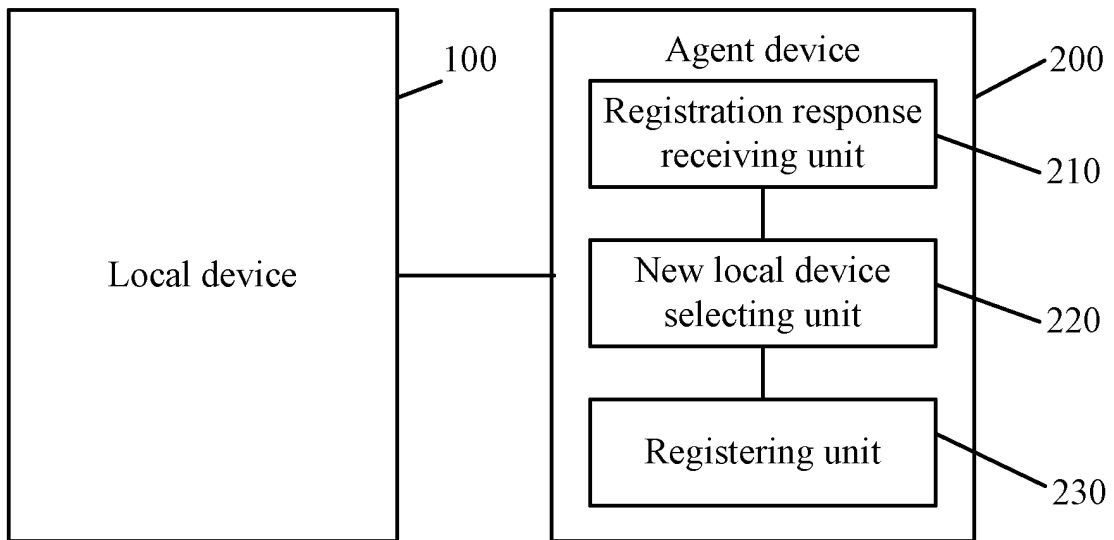 Local device
100
Agent device
200
Registration response
receiving unit
210
New local device
selecting unit
220
Registering unit
230